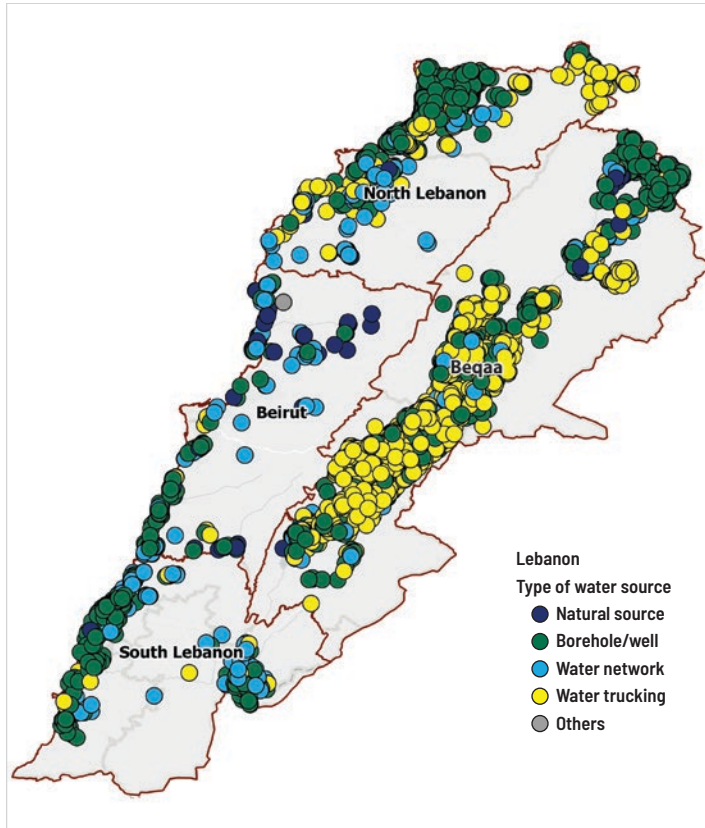 North Lebanon
Beqaa
Beirut
South Lebanon
Lebanon
Type of water source
Natural source
Borehole/well
Water network
Water trucking
Others